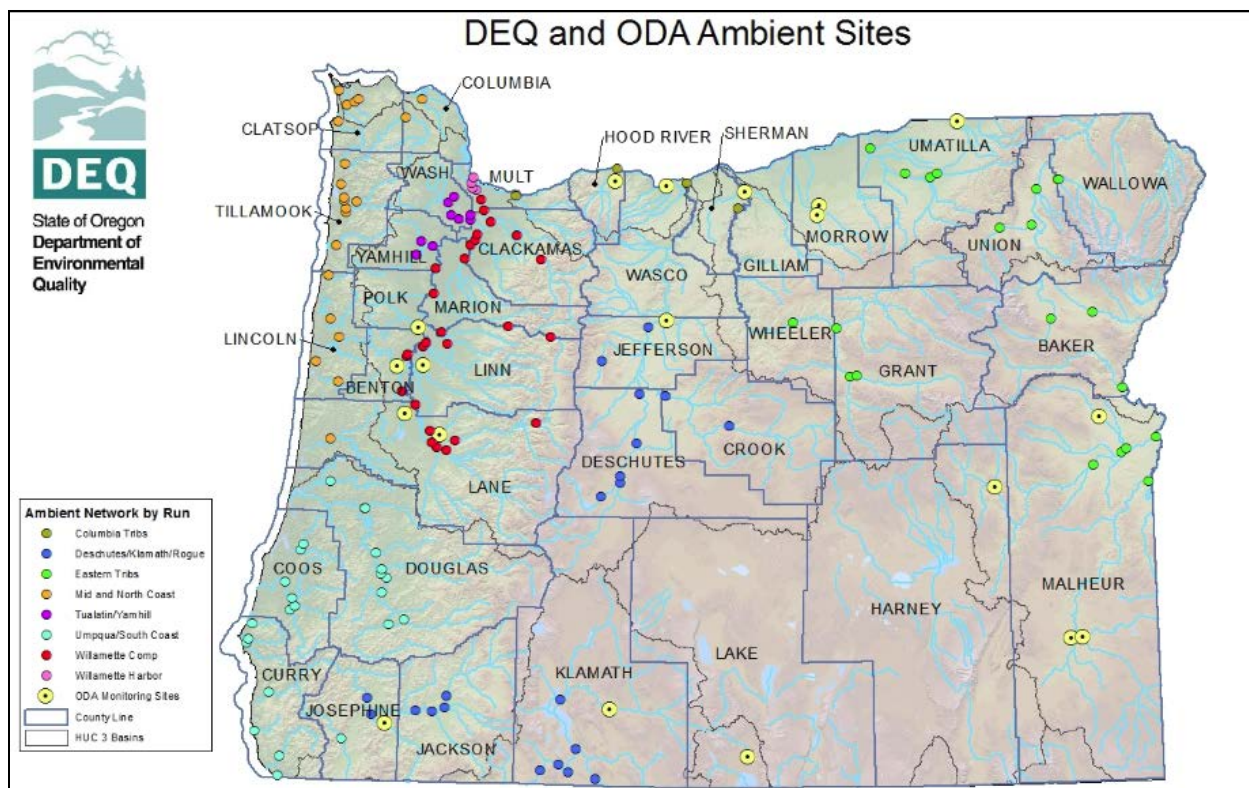 DEQ and ODA Ambient Sites
DEQ
State of Oregon
Department of
Environmental
Quality
COLUMBIA
CLATSOP
HOOD RIVER
SHERMAN
UMATILLA
WASH
MULT
WALLOWA
TILLAMOOK
MORROW
UNION
YAMHILL
CLACKAMAS
WASCO
GILLIAM
POLK
MARION
LINCOLN
JEFFERSON
WHEELER
BAKER
BENTON
LINN
GRANT
CROOK
DESCHUTES
LANE
COOS
DOUGLAS
MALHEUR
HARNEY
LAKE
CURRY
KLAMATH
JOSEPHINE
JACKSON
Ambient Network by Run
Columbia Tribs
Deschutes/Klamath/Rogue
Eastern Tribs
Mid and North Coast
Tualatin/Yamhill
Umpqua/South Coast
Willamette Comp
Willamette Harbor
ODA Monitoring Sites
County Line
HUC 3 Basins